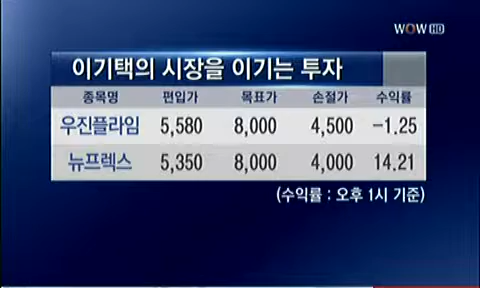 WOW HD
이기택의 시장을 이기는 투자
종목명 편입가 목표가 손절가 수익률
우진플라임 5,580 8,000 4,500 -1.25
뉴프렉스 5,350 8,000 4,000 14.21
(수익률 : 오후 1시 기준)